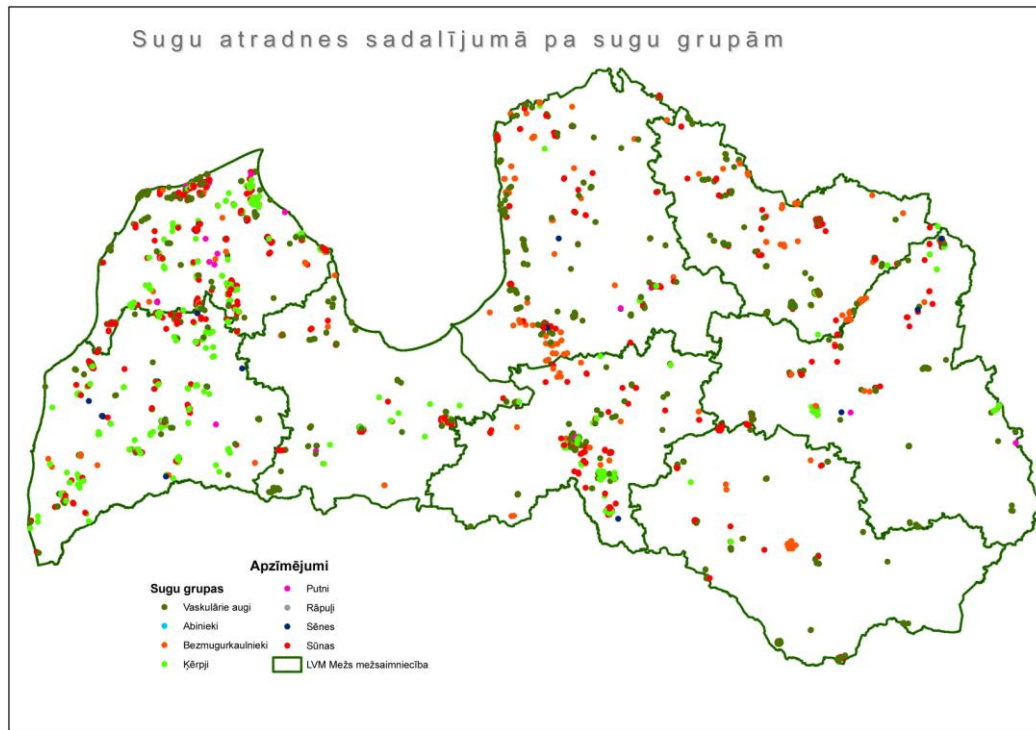 Sugu atradnes sadalījumā pa sugu grupām
Apzīmējumi
Sugu grupas
Vaskulārie augi
Abinieki
Bezmugurkaulnieki
Ķērpji
Putni
Rāpuļi
Sēnes
Sūnas
LVM Mežs mežsaimniecība